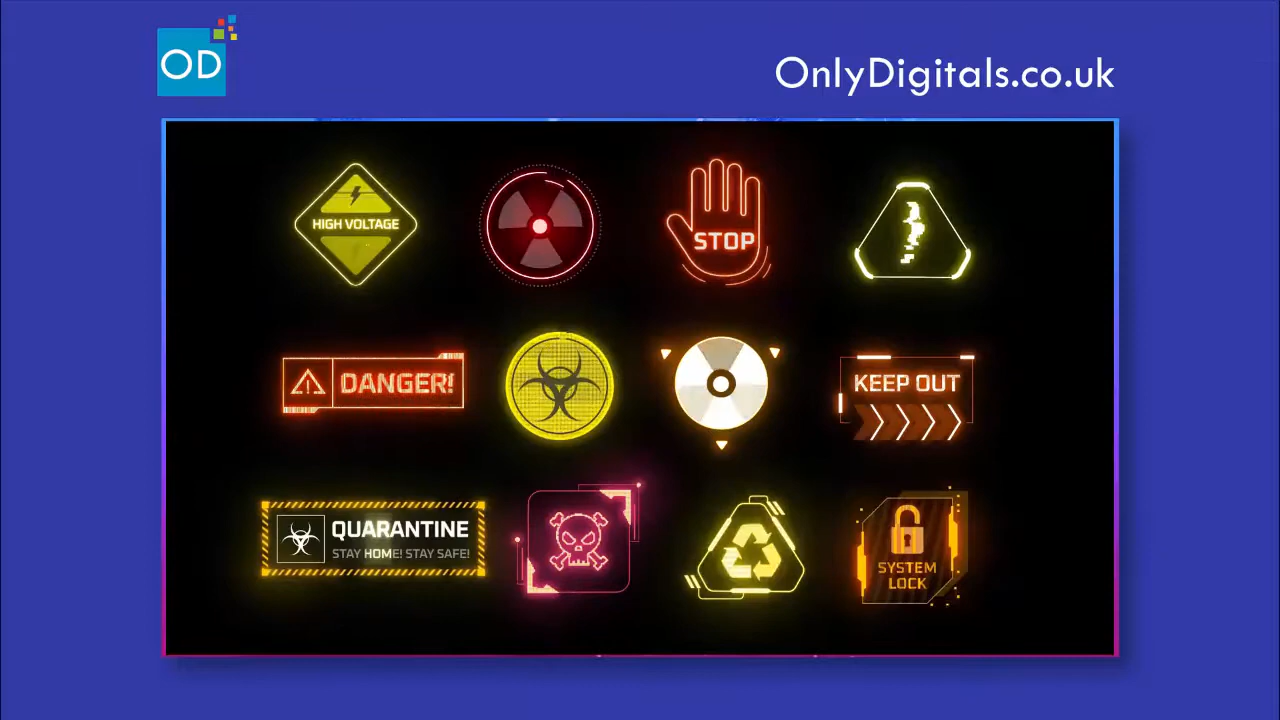 OD
OnlyDigitals.co.uk
HIGH VOLTAGE
STOP
DANGER!
KEEP OUT
QUARANTINE
STAY HOME! STAY SAFE!
SYSTEM
LOCK